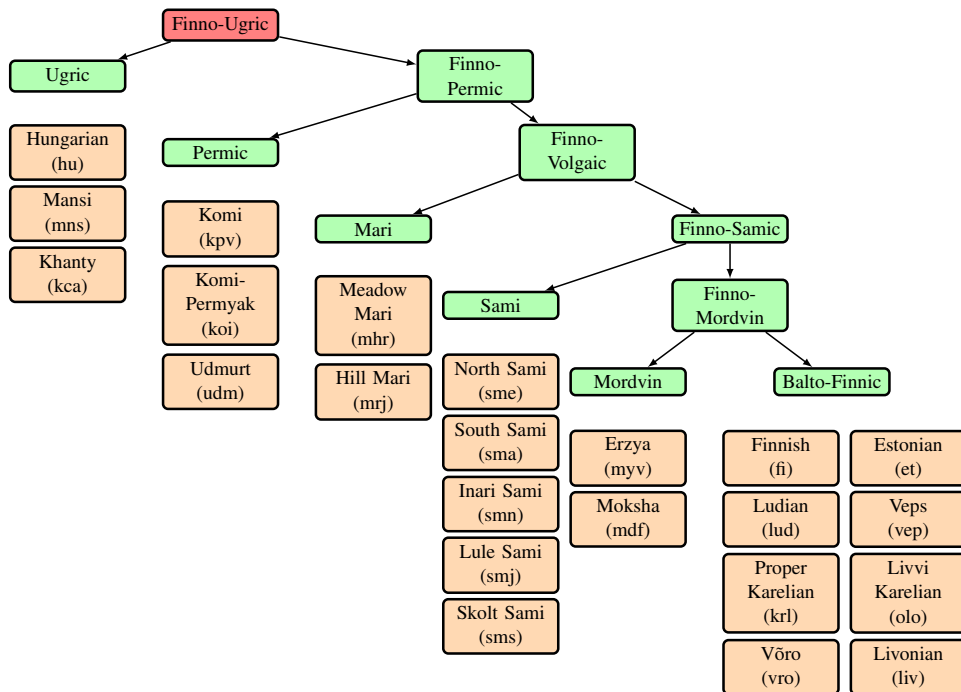 Finno-Ugric
Ugric
Finno-
Permic
Hungarian
(hu)
Mansi
(mns)
Khanty
(kca)
Permic
Finno-
Volgaic
Komi
(kpv)
Komi-
Permyak
(koi)
Udmurt
(udm)
Mari
Finno-Samic
Meadow
Mari
(mhr)
Hill Mari
(mrj)
Sami
Finno-
Mordvin
North Sami
(sme)
South Sami
(sma)
Inari Sami
(smn)
Lule Sami
(smj)
Skolt Sami
(sms)
Mordvin
Balto-Finnic
Erzya
(myv)
Moksha
(mdf)
Finnish
(fi)
Estonian
(et)
Ludian
(lud)
Veps
(vep)
Proper
Karelian
(krl)
Livvi
Karelian
(olo)
Võro
(vro)
Livonian
(liv)